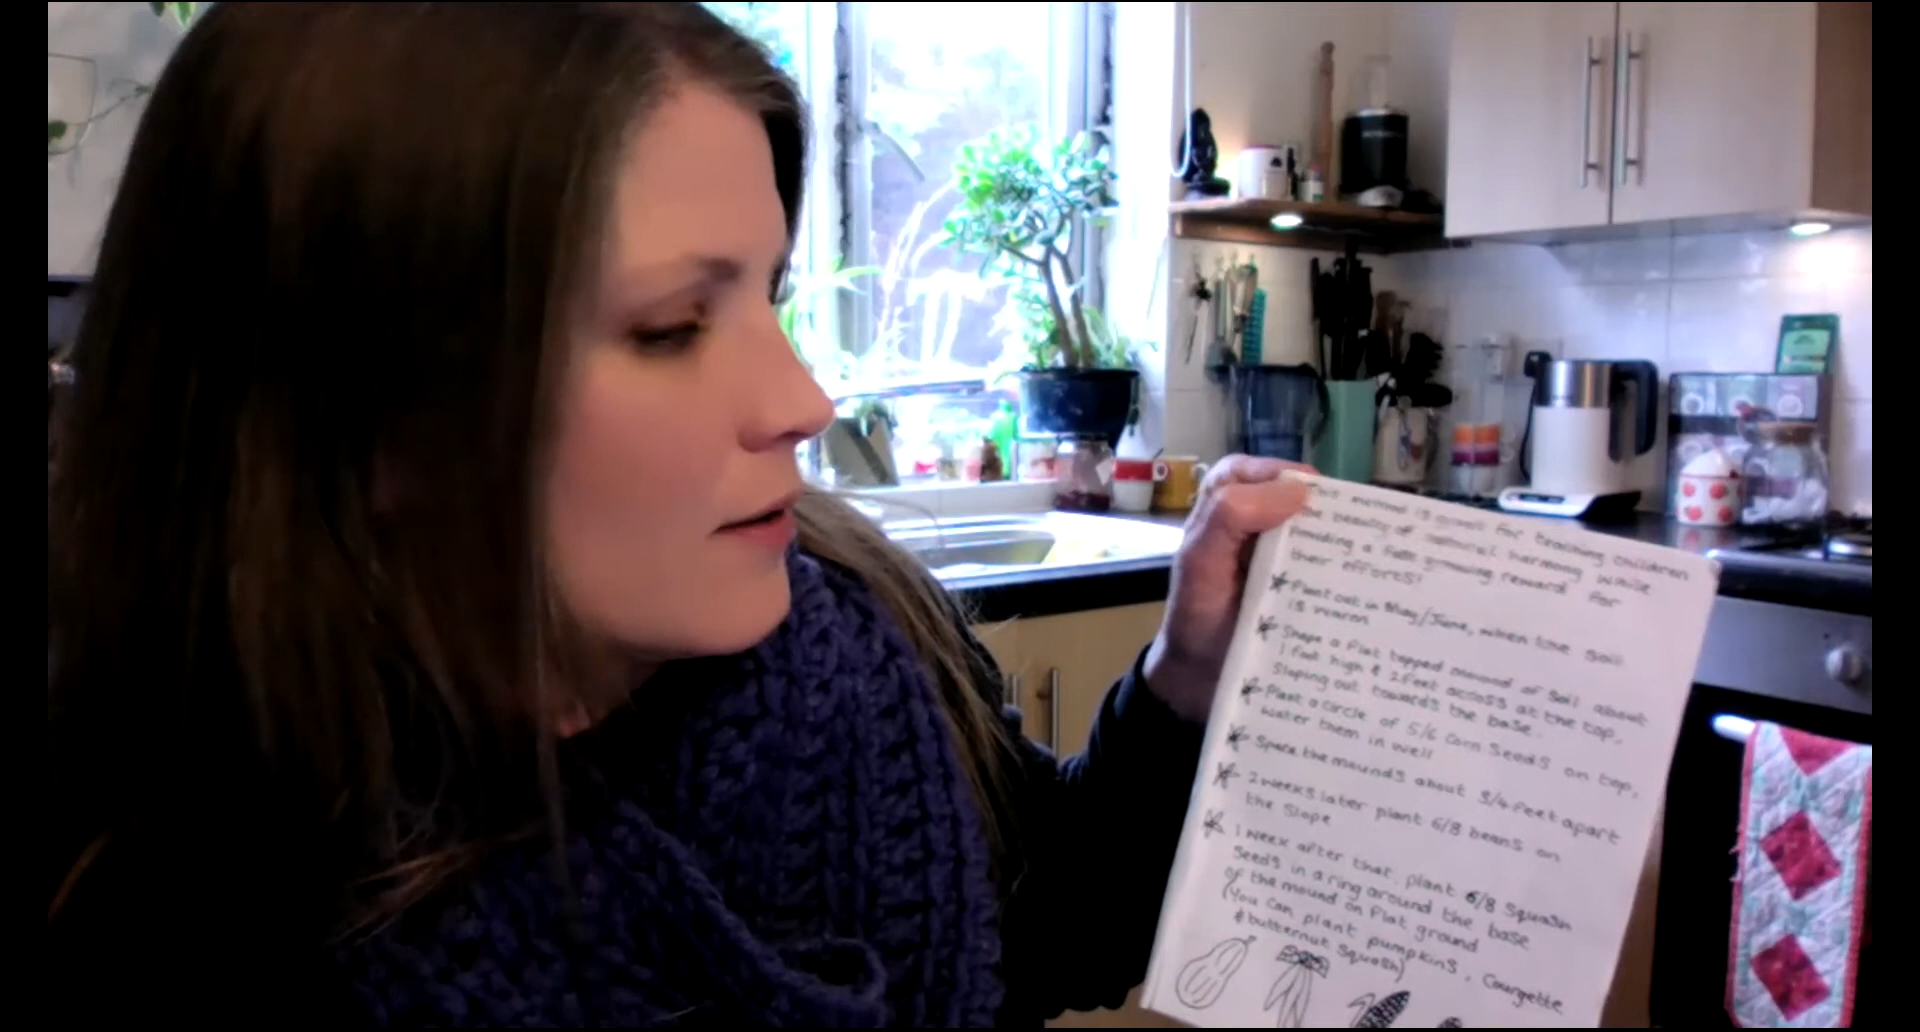 This method is great for teaching children
the beauty of natural harmony while
providing a fast growing reward for
their efforts!
* Plant out in May/June, when the soil
is warm
* Shape a flat topped mound of soil about
1 foot high & 2 feet across at the top,
sloping out towards the base.
* Plant a circle of 5/6 corn seeds on top,
water them in well
* Space the mounds about 3/4 feet apart
* 2 weeks later plant 6/8 beans on
the slope
* 1 week after that, plant 6/8 squash
seeds in a ring around the base
of the mound on flat ground
(You can plant pumpkins, courgette
& butternut squash)